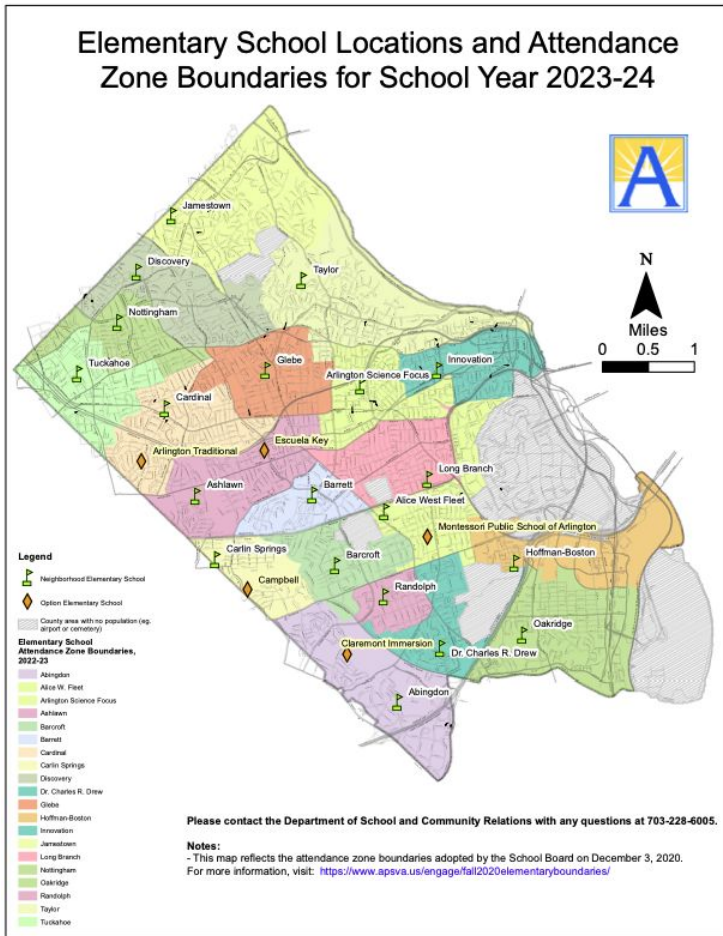 Elementary School Locations and Attendance
Zone Boundaries for School Year 2023-24
A
Jamestown
N
Discovery
Taylor
Miles
Nottingham
0 0.5 1
Tuckahoe
Glebe
Innovation
Arlington Science Focus
Cardinal
Escuela Key
Arlington Traditional
Long Branch
Ashlawn
Barrett
Alice West Fleet
Montessori Public School of Arlington
Carlin Springs
Barcroft
Hoffman-Boston
Campbell
Randolph
Oakridge
Claremont Immersion
Dr. Charles R. Drew
Abingdon
Legend
Neighborhood Elementary School
Option Elementary School
County area with no population (eg.
airport or cemetery)
Elementary School
Attendance Zone Boundaries,
2022-23
Abingdon
Alice W. Fleet
Arlington Science Focus
Ashlawn
Barcroft
Barrett
Cardinal
Carlin Springs
Discovery
Dr. Charles R. Drew
Glebe
Hoffman-Boston
Innovation
Jamestown
Long Branch
Nottingham
Oakridge
Randolph
Taylor
Tuckahoe
Please contact the Department of School and Community Relations with any questions at 703-228-6005.
Notes:
- This map reflects the attendance zone boundaries adopted by the School Board on December 3, 2020.
For more information, visit: https://www.apsva.us/engage/fall2020elementaryboundaries/